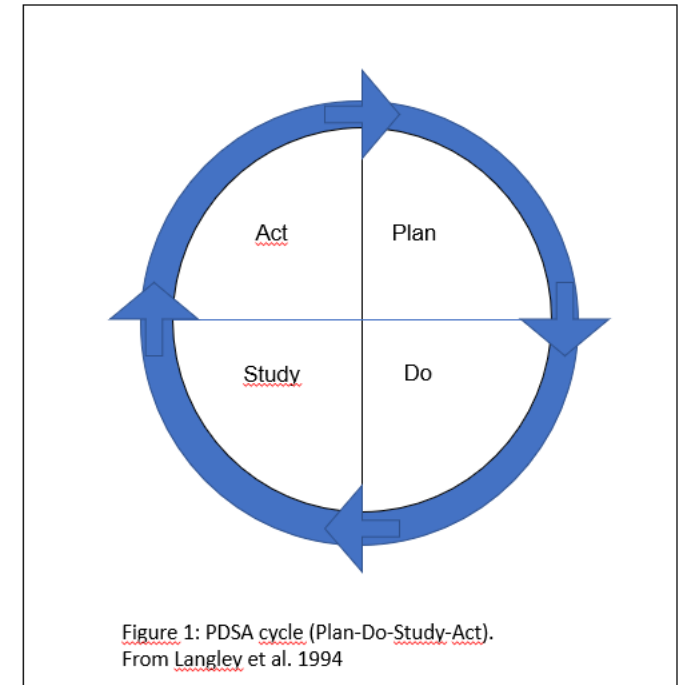 Act Plan
Study Do
Figure 1: PDSA cycle (Plan-Do-Study-Act).
From Langley et al. 1994